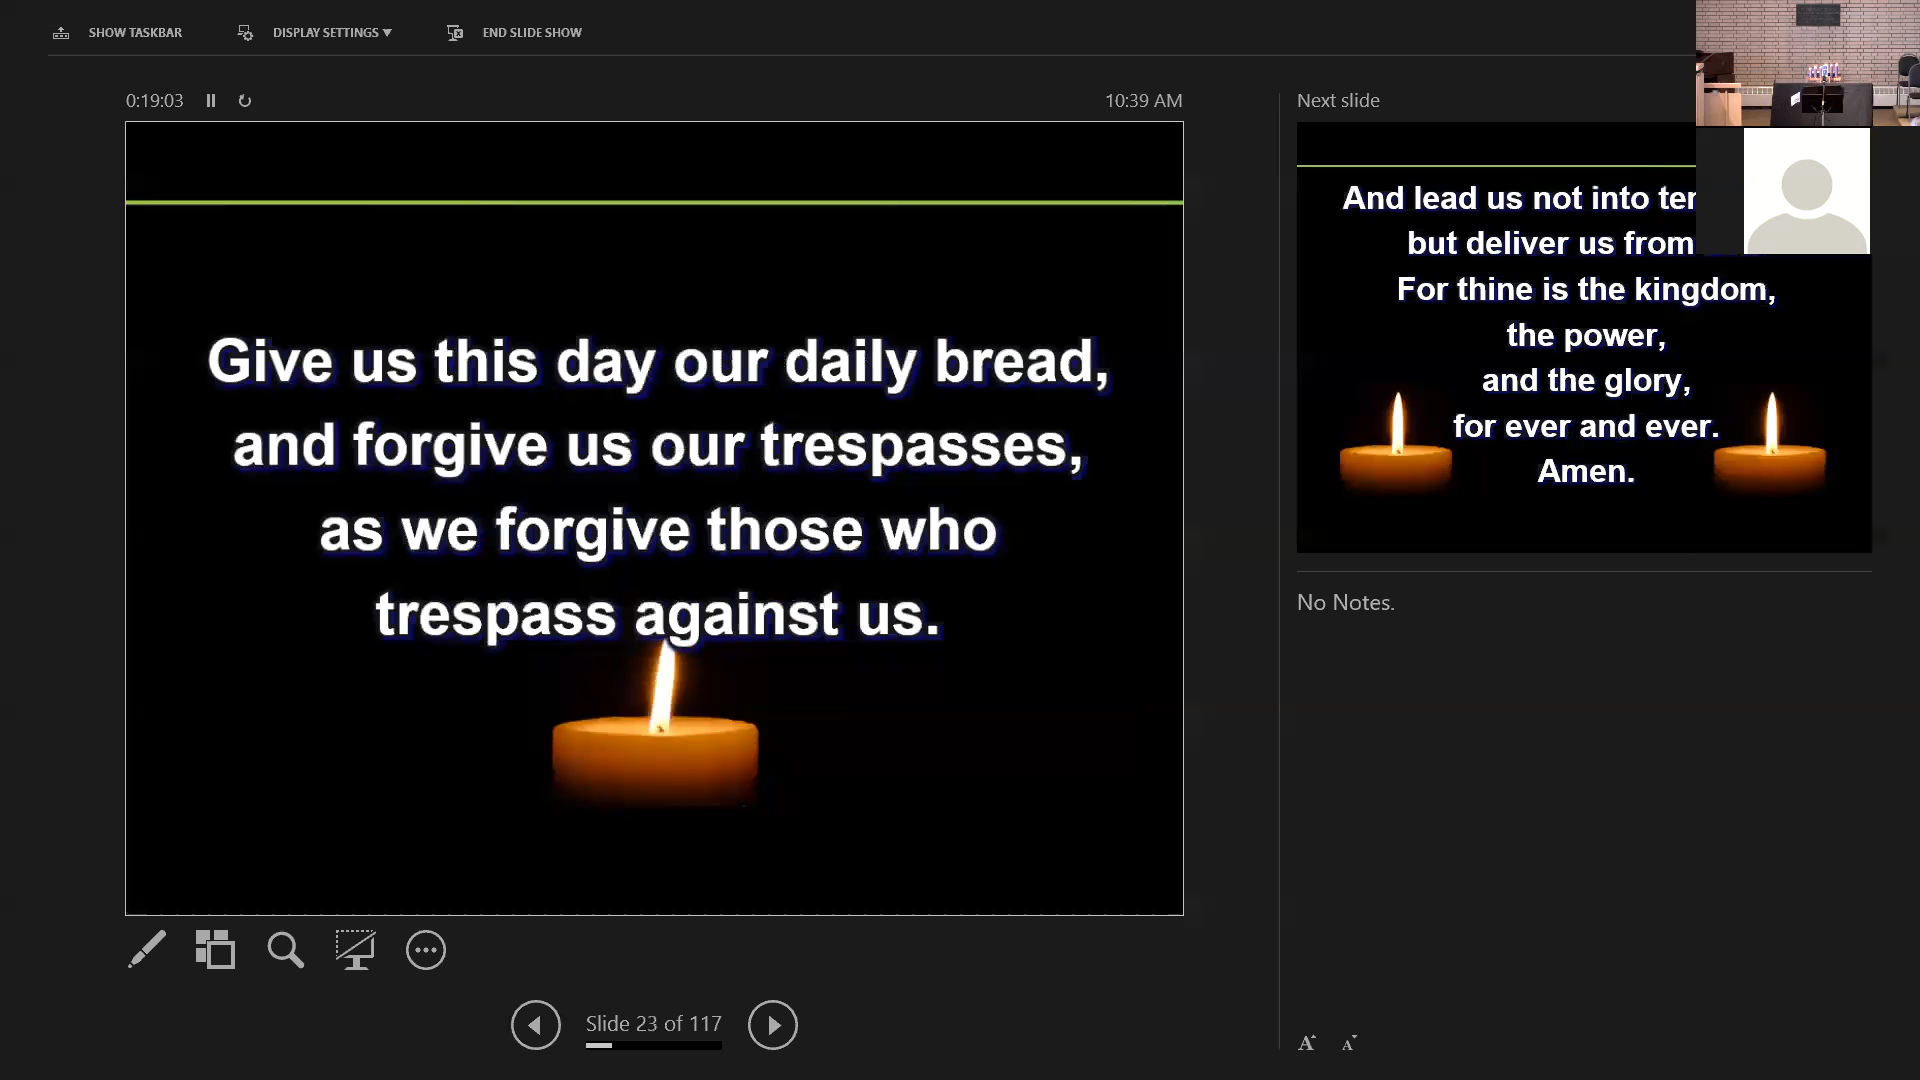 SHOW TASKBAR
DISPLAY SETTINGS ▼
END SLIDE SHOW
0:19:03
10:39 AM
Give us this day our daily bread,
and forgive us our trespasses,
as we forgive those who
trespass against us.
Slide 23 of 117
Next slide
And lead us not into
but deliver us from
For thine is the kingdom,
the power,
and the glory,
for ever and ever.
Amen.
No Notes.
A A